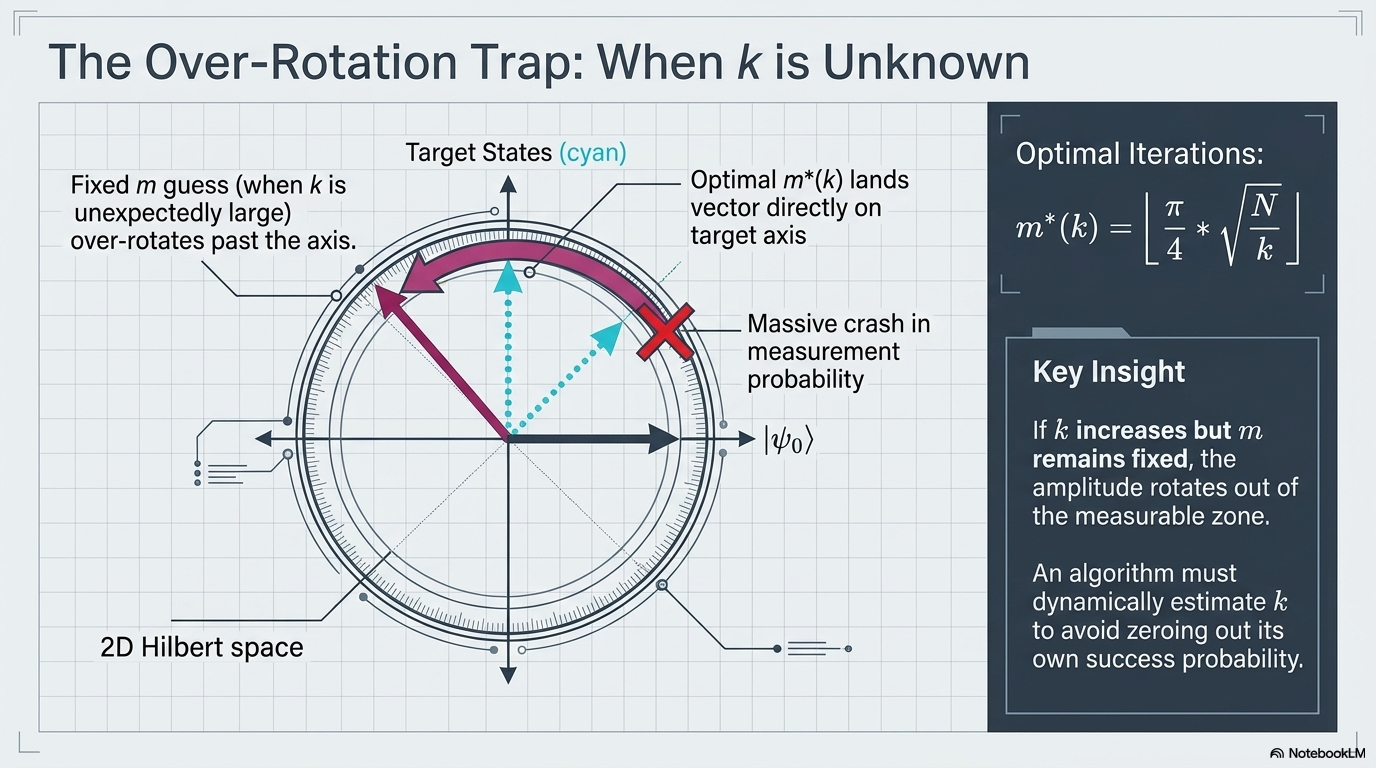 The Over-Rotation Trap: When k is Unknown
Target States (cyan)
Fixed m guess (when k is
unexpectedly large)
over-rotates past the axis.
Optimal m*(k) lands
vector directly on
target axis
Massive crash in
measurement
probability
|ψ₀⟩
2D Hilbert space
Optimal Iterations:
m*(k) = ⌊ π/4 * √(N/k) ⌋
Key Insight
If k increases but m
remains fixed, the
amplitude rotates out of
the measurable zone.
An algorithm must
dynamically estimate k
to avoid zeroing out its
own success probability.
NotebookLM